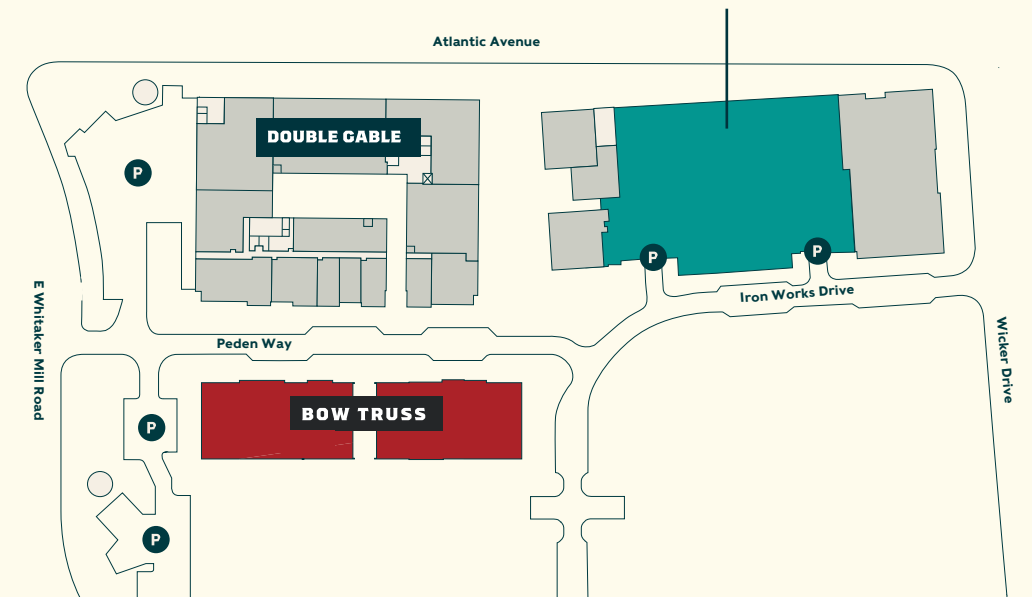 Atlantic Avenue
DOUBLE GABLE
P
P
P
E Whitaker Mill Road
Iron Works Drive
Wicker Drive
Peden Way
BOW TRUSS
P
P